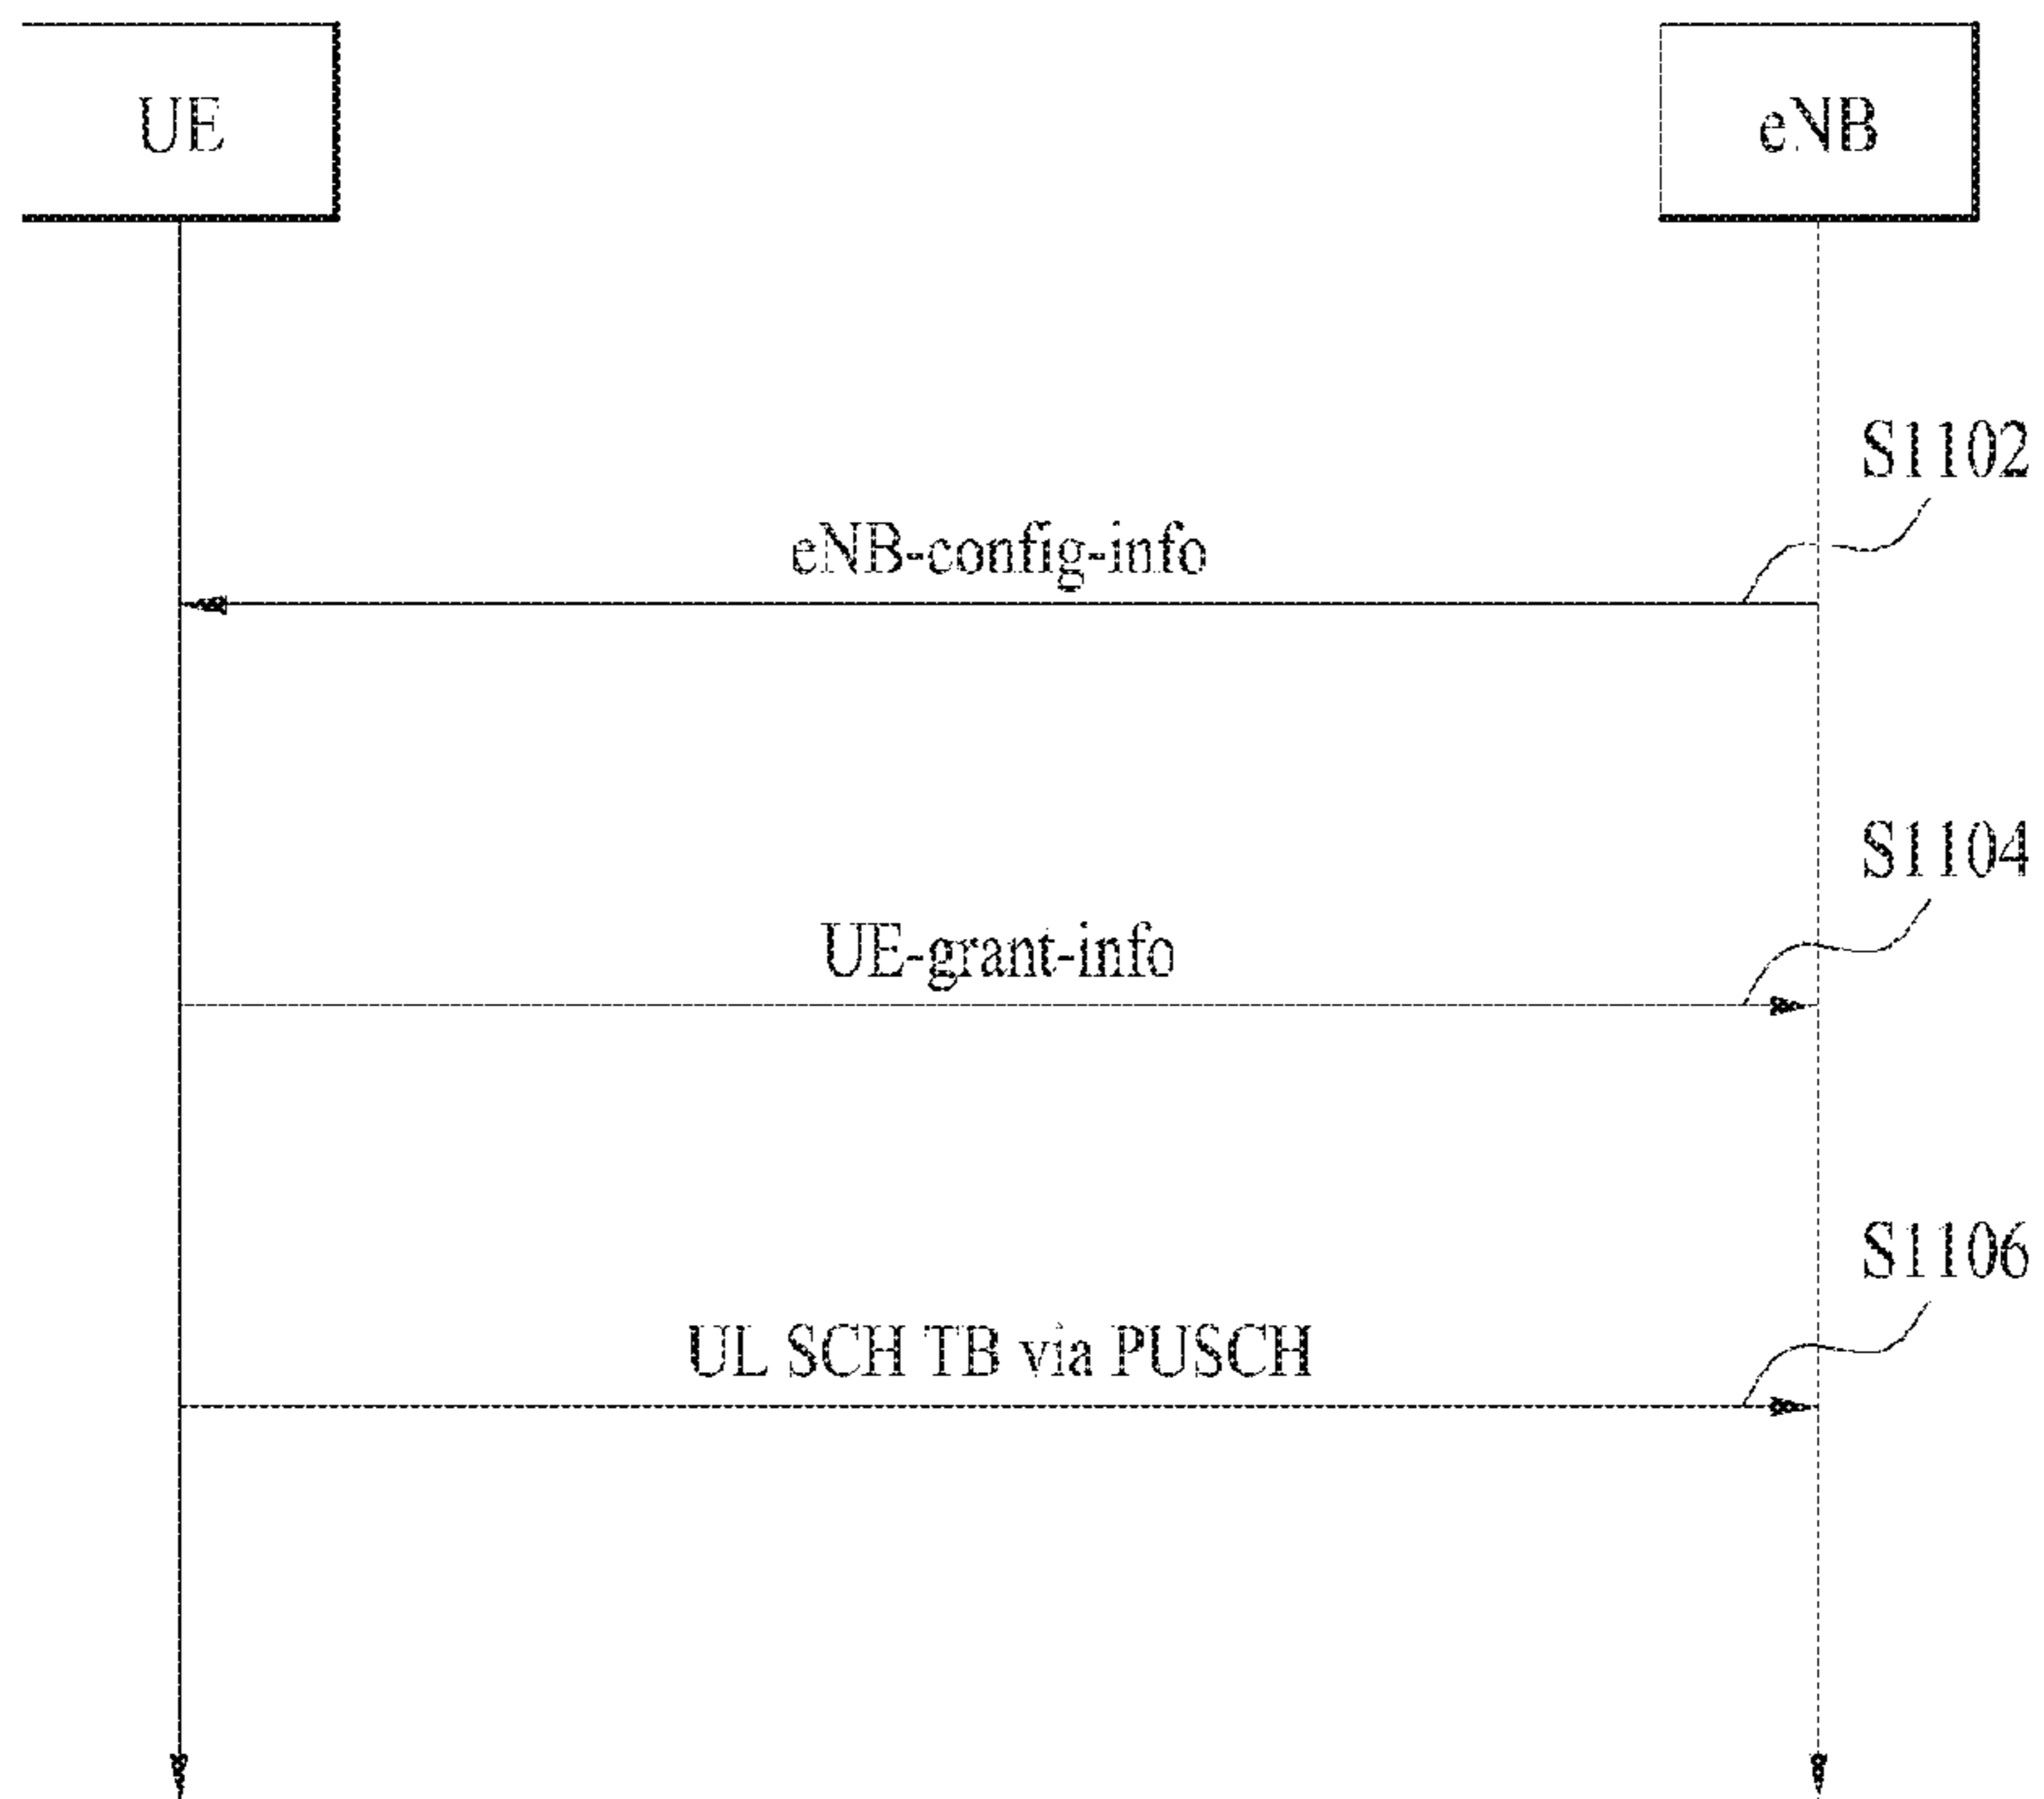 UE
eNB
S1102
eNB-config-info
S1104
UE-grant-info
S1106
UL SCH TB via PUSCH